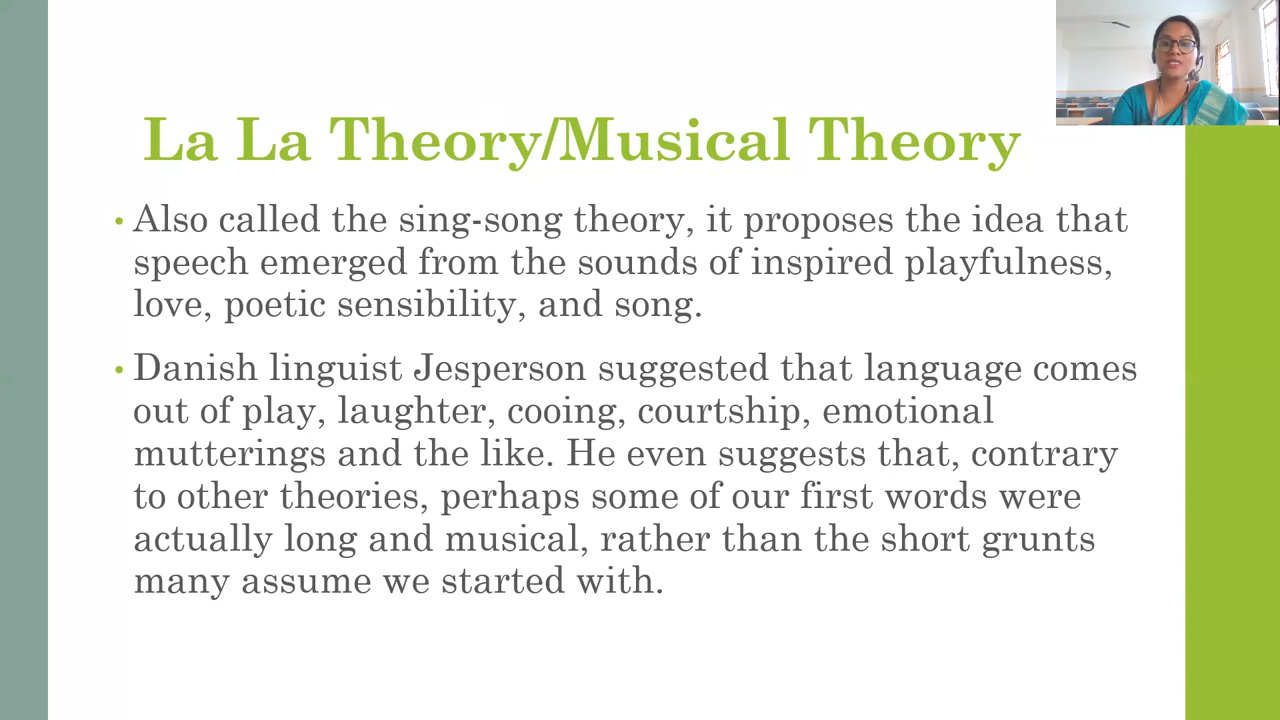 La La Theory/Musical Theory
• Also called the sing-song theory, it proposes the idea that
speech emerged from the sounds of inspired playfulness,
love, poetic sensibility, and song.
• Danish linguist Jesperson suggested that language comes
out of play, laughter, cooing, courtship, emotional
mutterings and the like. He even suggests that, contrary
to other theories, perhaps some of our first words were
actually long and musical, rather than the short grunts
many assume we started with.